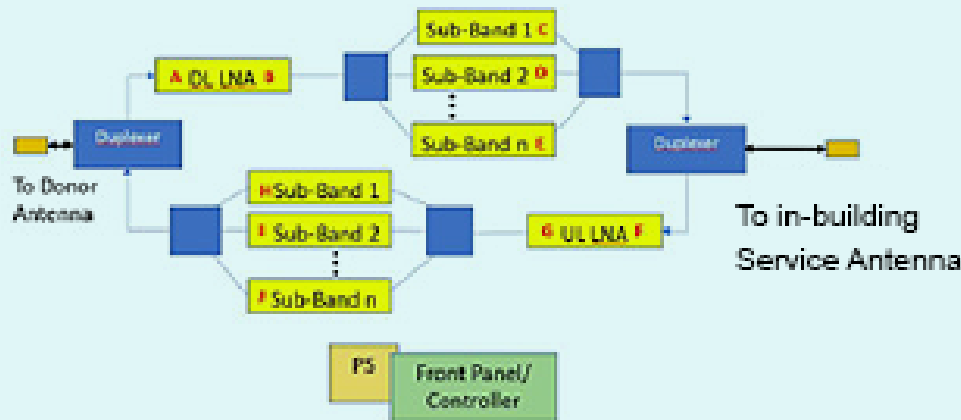 Sub-Band 1 C
A DL LNA B
Sub-Band 2 D
Duplexer
Sub-Band n E
Duplexer
To Donor
Antenna
H Sub-Band 1
I Sub-Band 2
G UL LNA F
J Sub-Band n
To in-building
Service Antenna
PS
Front Panel/
Controller